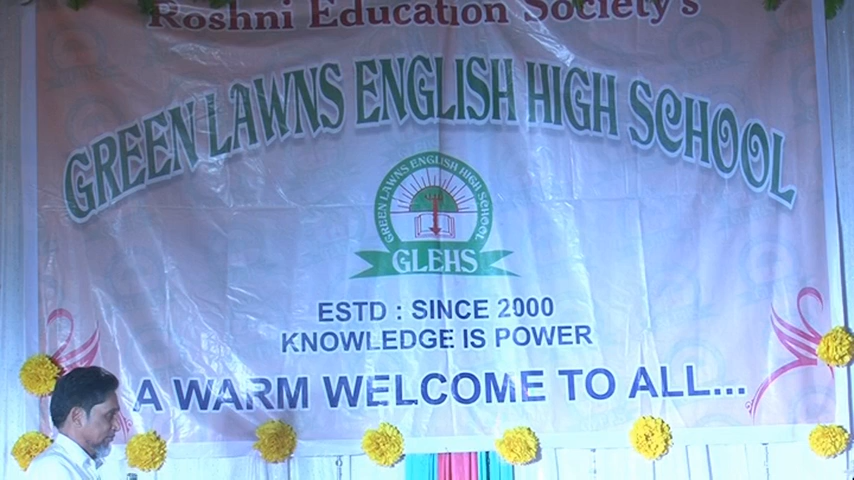 Roshni Education Society's
GREEN LAWNS ENGLISH HIGH SCHOOL
GREEN LAWNS ENGLISH HIGH SCHOOL
GLEHS
ESTD : SINCE 2000
KNOWLEDGE IS POWER
A WARM WELCOME TO ALL...